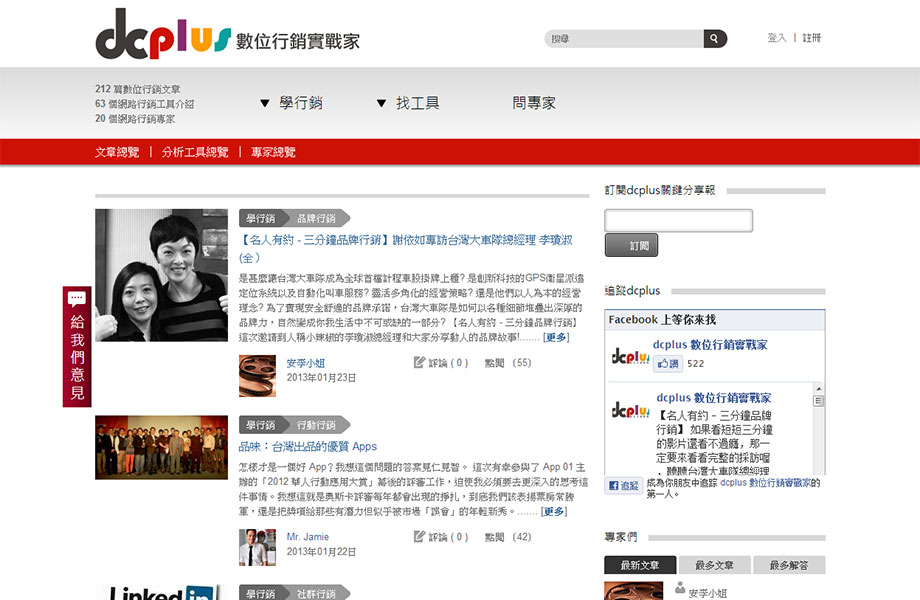 dcplus 數位行銷實戰家
搜尋
登入 | 註冊
212 篇數位行銷文章
63 個網路行銷工具介紹
20 個網路行銷專家
▼ 學行銷 ▼ 找工具 問專家
文章總覽 | 分析工具總覽 | 專家總覽
給我們意見
學行銷 品牌行銷
【名人有約 - 三分鐘品牌行銷】謝依如專訪台灣大車隊總經理 李瓊淑
(全 )
是甚麼讓台灣大車隊成為全球首檔計程車股掛牌上櫃? 是創新科技的GPS衛星派遣
定位系統以及自動化叫車服務? 靈活多角化的經營策略? 還是他們以人為本的經營
理念? 為了實現安全舒適的品牌承諾，台灣大車隊是如何以各種細節堆疊出深厚的
品牌力，自然變成你我生活中不可或缺的一部分? 【名人有約 - 三分鐘品牌行銷】
這次邀請到人稱小辣椒的李瓊淑總經理和大家分享動人的品牌故事!....... [更多]
安李小姐
2013年01月23日
評論 ( 0 ) 點閱 (55)
學行銷 行動行銷
品味：台灣出品的優質 Apps
怎樣才是一個好 App？我想這個問題的答案見仁見智。 這次有幸參與了 App 01 主
辦的「2012 華人行動應用大賞」幕後的評審工作，迫使我必須要去更深入的思考這
件事情。我想這就是奧斯卡評審每年都會出現的掙扎，到底我們該表揚票房常勝
軍，還是把獎項給那些有潛力但似乎被市場「誤會」的年輕新秀。....... [更多]
Mr. Jamie
2013年01月22日
評論 ( 0 ) 點閱 (42)
Linked in
學行銷 社群行銷
訂閱dcplus關鍵分享報
訂閱
追蹤dcplus
Facebook 上等你來找
dcplus
dcplus 數位行銷實戰家
讚 522
dcplus
dcplus 數位行銷實戰家
【名人有約 - 三分鐘品牌
行銷】 如果看短短三分鐘
的影片還看不過癮，那一
定要來看看完整的採訪喔
，聽聽台灣大車隊總經理
追蹤 成為你朋友中追蹤 dcplus 數位行銷實戰家的
第一人。
專家們
最新文章 最多文章 最多解答
安李小姐